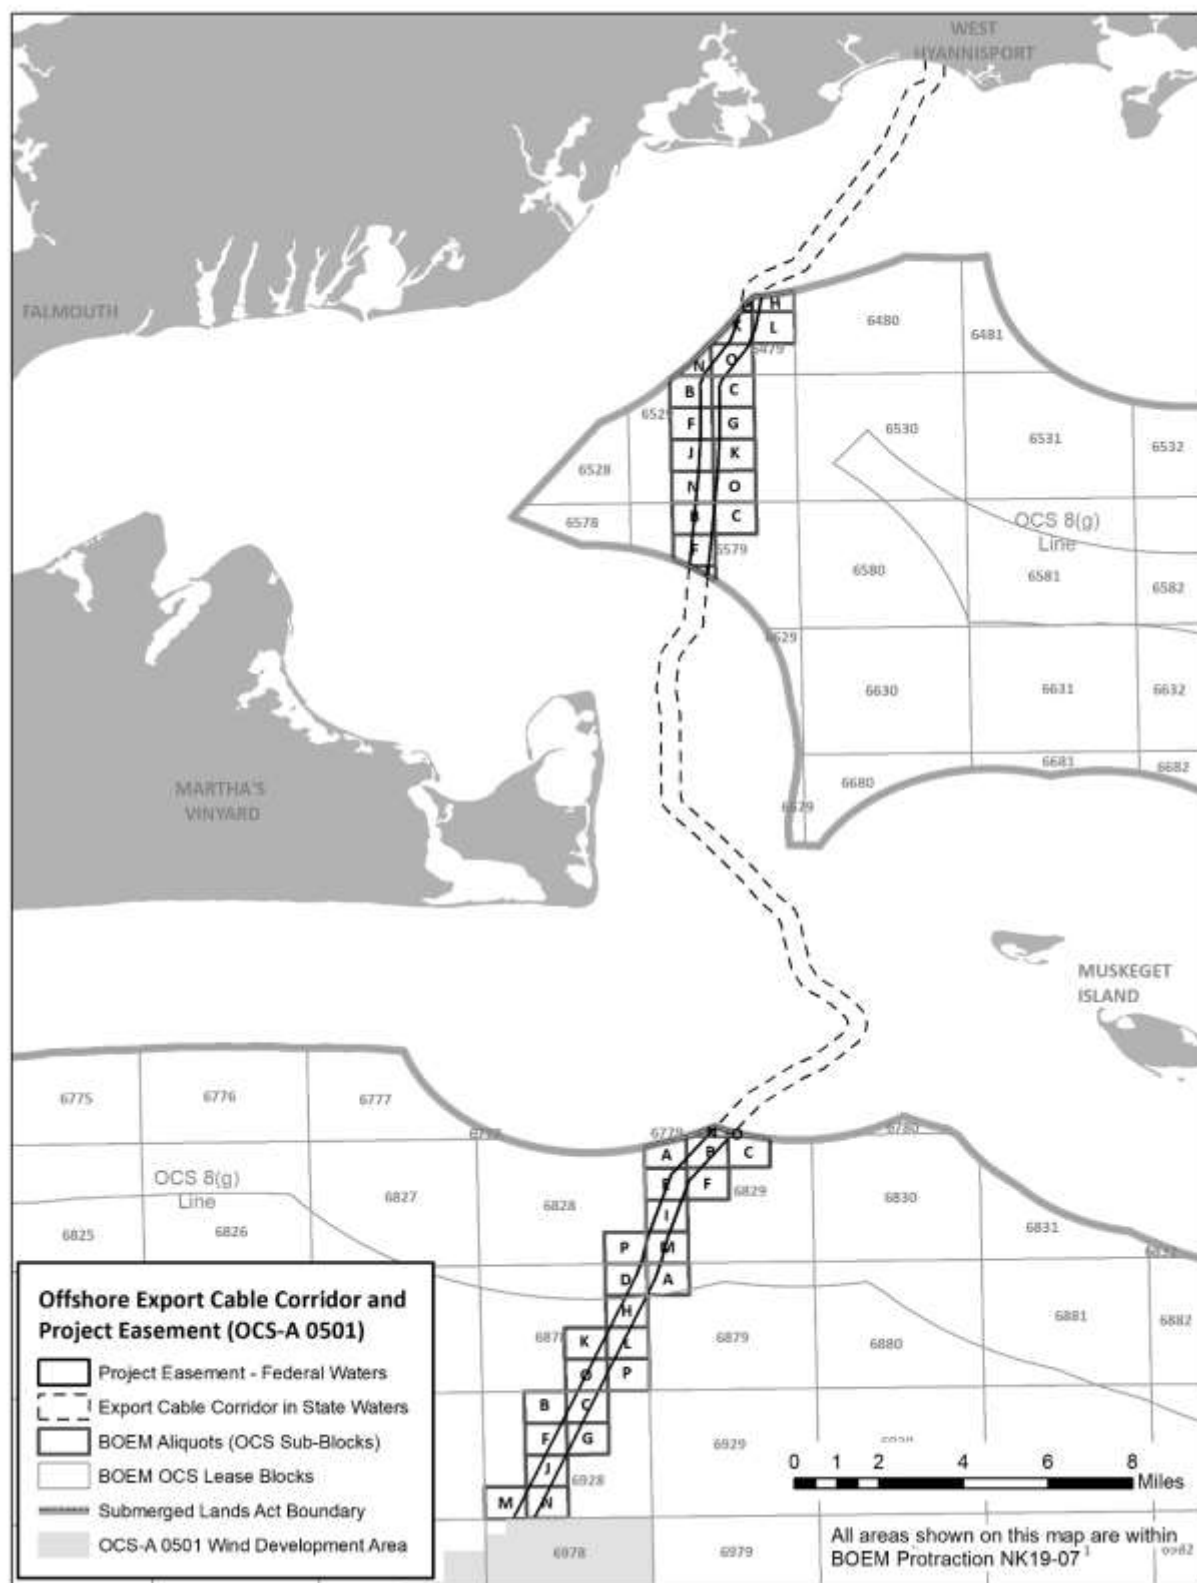 WEST
HYANNISPORT
FALMOUTH
H
K
L
6480
6481
6479
N
O
B
C
6529
F
G
6530
6531
6532
J
K
6528
N
O
6578
B
C
OCS 8(g)
Line
F
6579
6580
6581
6582
6629
6630
6631
6632
6681
6682
6680
6679
MARTHA'S
VINYARD
MUSKEGET
ISLAND
6775
6776
6777
6779
A
B
C
OCS 8(g)
Line
E
F
6827
6828
6829
6830
I
6825
6826
6831
P
M
D
A
H
6881
6882
K
L
6879
6880
O
P
B
C
F
G
6929
J
6928
M
N
6978
6979
Offshore Export Cable Corridor and
Project Easement (OCS-A 0501)
Project Easement - Federal Waters
Export Cable Corridor in State Waters
BOEM Aliquots (OCS Sub-Blocks)
BOEM OCS Lease Blocks
Submerged Lands Act Boundary
OCS-A 0501 Wind Development Area
0 1 2 4 6 8
Miles
All areas shown on this map are within
BOEM Protraction NK19-07 1